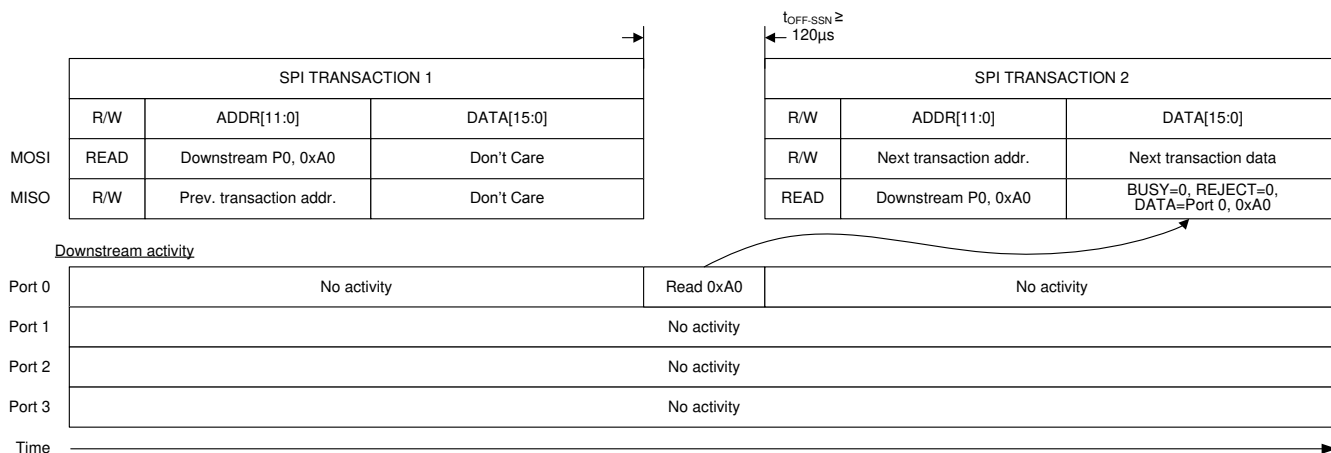 tOFF-SSN ≥
120µs
SPI TRANSACTION 1
SPI TRANSACTION 2
R/W ADDR[11:0] DATA[15:0]
R/W ADDR[11:0] DATA[15:0]
MOSI READ Downstream P0, 0xA0 Don't Care
R/W Next transaction addr. Next transaction data
MISO R/W Prev. transaction addr. Don't Care
READ Downstream P0, 0xA0 BUSY=0, REJECT=0,
DATA=Port 0, 0xA0
Downstream activity
Port 0 No activity Read 0xA0 No activity
Port 1 No activity
Port 2 No activity
Port 3 No activity
Time